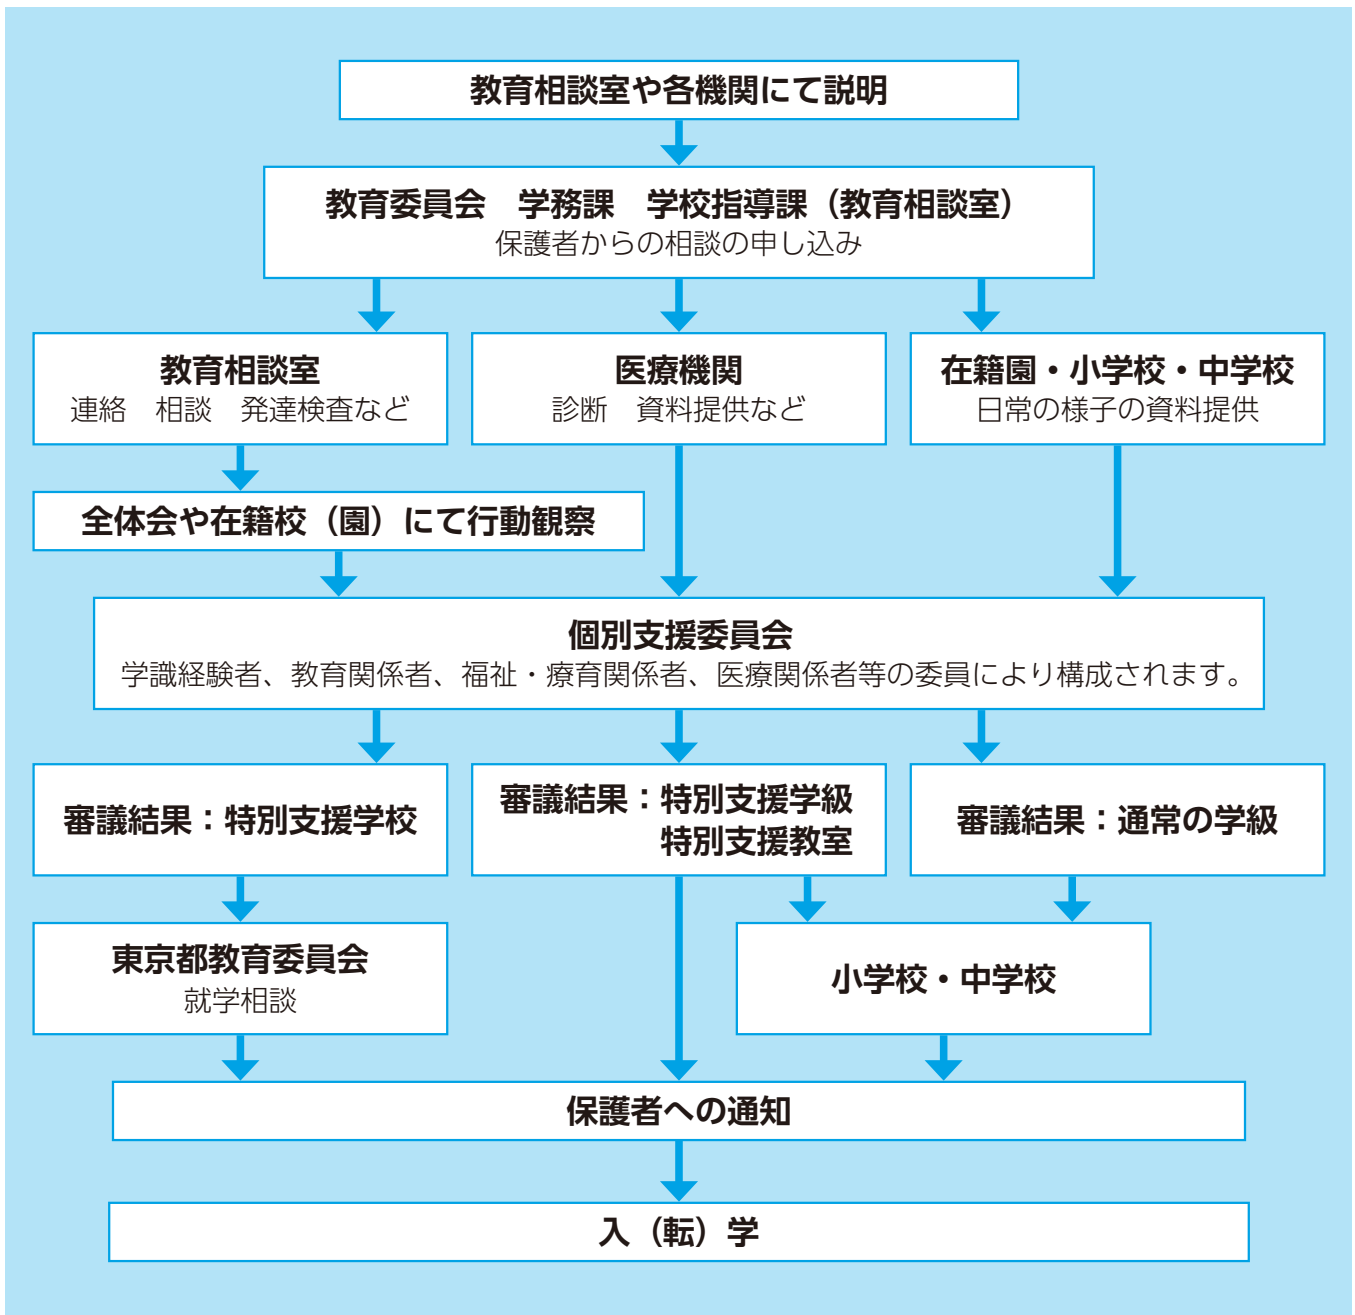 教育相談室や各機関にて説明
教育委員会　学務課　学校指導課（教育相談室）
保護者からの相談の申し込み
教育相談室
連絡　相談　発達検査など
医療機関
診断　資料提供など
在籍園・小学校・中学校
日常の様子の資料提供
全体会や在籍校（園）にて行動観察
個別支援委員会
学識経験者、教育関係者、福祉・療育関係者、医療関係者等の委員により構成されます。
審議結果：特別支援学校
審議結果：特別支援学級
特別支援教室
審議結果：通常の学級
東京都教育委員会
就学相談
小学校・中学校
保護者への通知
入（転）学